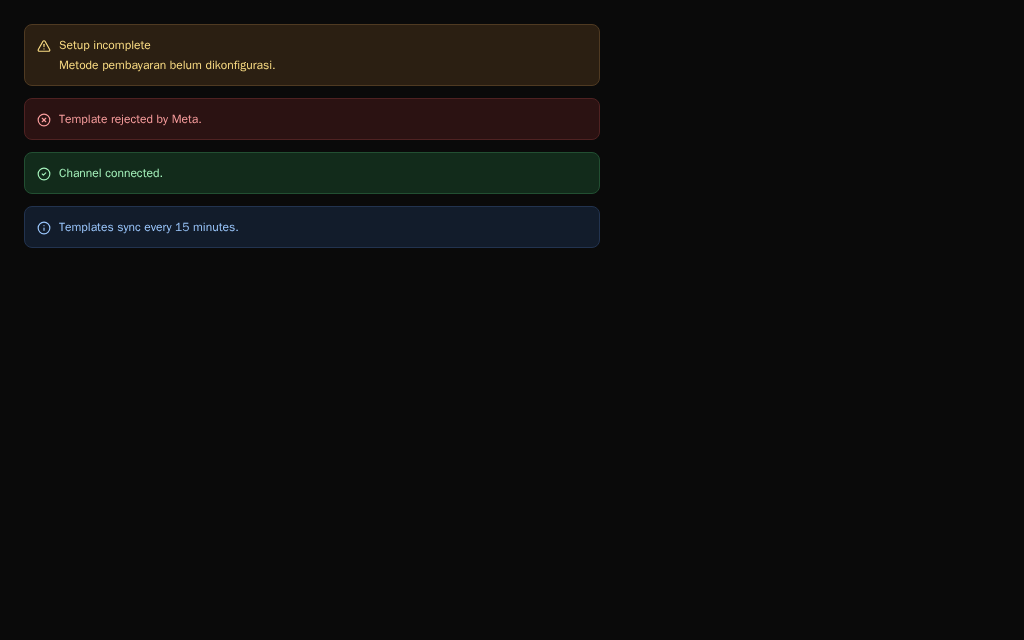 Setup incomplete
Metode pembayaran belum dikonfigurasi.
Template rejected by Meta.
Channel connected.
Templates sync every 15 minutes.